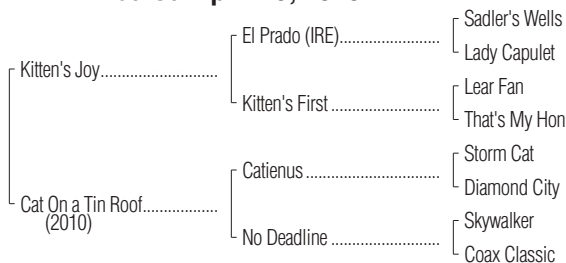 Sadler's Wells
El Prado (IRE)........................
Lady Capulet
Kitten's Joy............................
Lear Fan
Kitten's First..........................
That's My Hon
Storm Cat
Catienus................................
Diamond City
Cat On a Tin Roof..................
(2010)
Skywalker
No Deadline..........................
Coax Classic